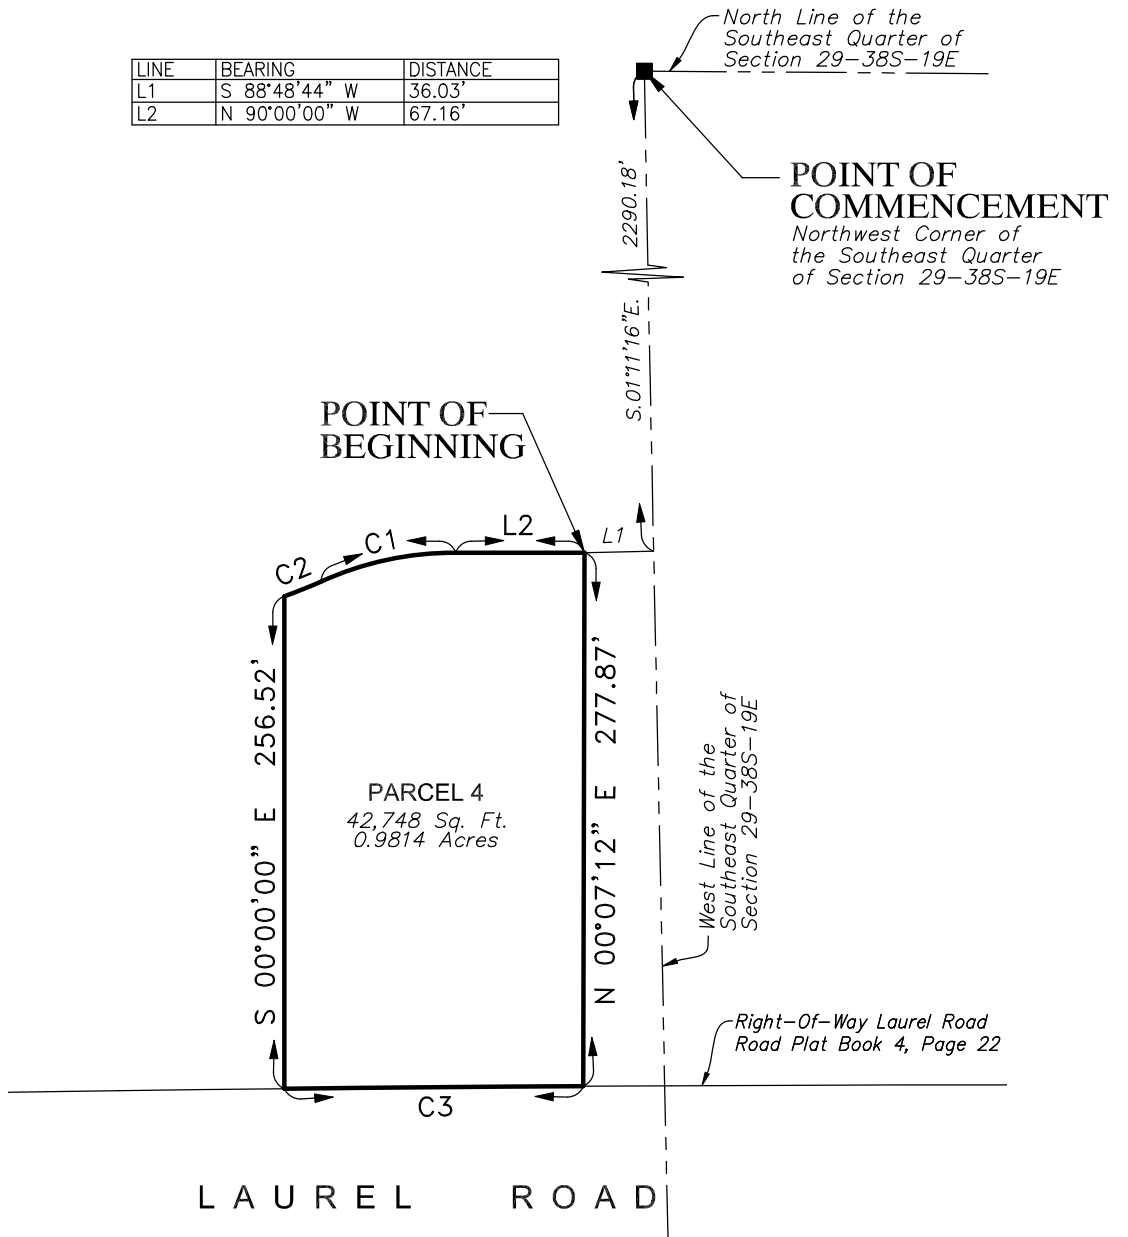 North Line of the
Southeast Quarter of
Section 29-38S-19E
LINE BEARING DISTANCE
L1 S 88°48'44" W 36.03'
L2 N 90°00'00" W 67.16'
POINT OF
COMMENCEMENT
Northwest Corner of
the Southeast Quarter
of Section 29-38S-19E
2290.18'
S.01°11'16"E.
POINT OF
BEGINNING
C2
C1
L2
L1
S 00°00'00" E 256.52'
N 00°07'12" E 277.87'
PARCEL 4
42,748 Sq. Ft.
0.9814 Acres
West Line of the
Southeast Quarter of
Section 29-38S-19E
Right-Of-Way Laurel Road
Road Plat Book 4, Page 22
C3
LAUREL ROAD